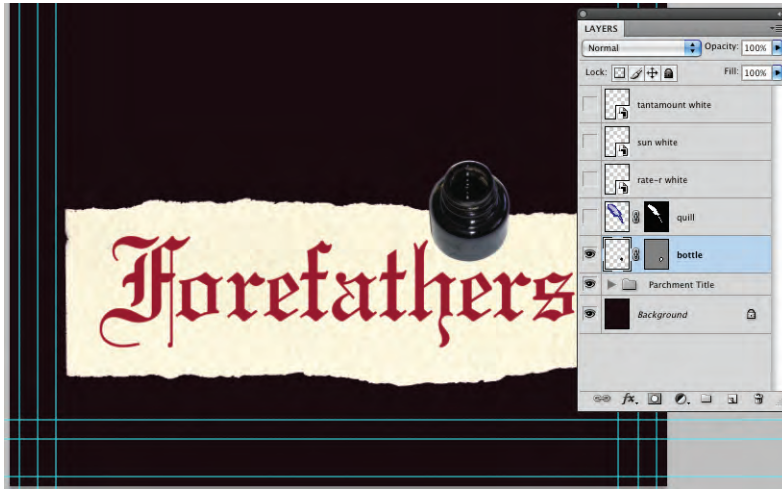 LAYERS
Normal Opacity: 100%
Lock: Fill: 100%
tantamount white
sun white
rate-r white
quill
bottle
Parchment Title
Background
fx.
Forefathers